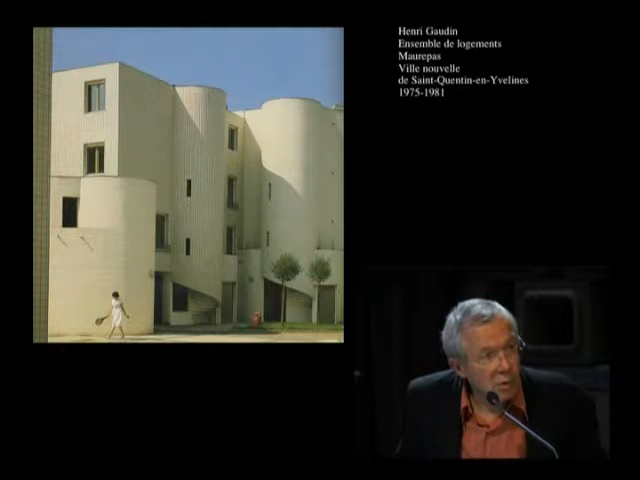 Henri Gaudin
Ensemble de logements
Maurepas
Ville nouvelle
de Saint-Quentin-en-Yvelines
1975-1981